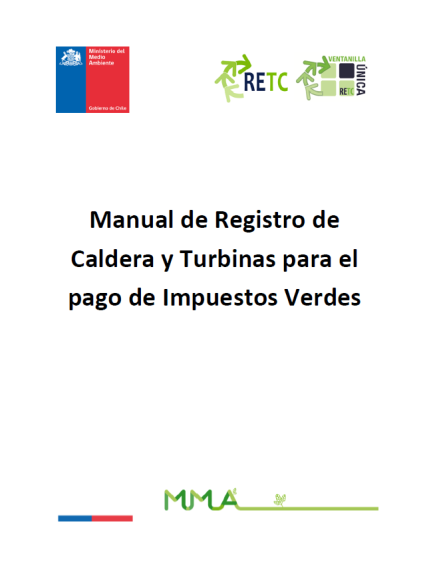 Ministerio del
Medio
Ambiente
Gobierno de Chile
RETC
VENTANILLA
ÚNICA
RETC
Manual de Registro de
Caldera y Turbinas para el
pago de Impuestos Verdes
MMA